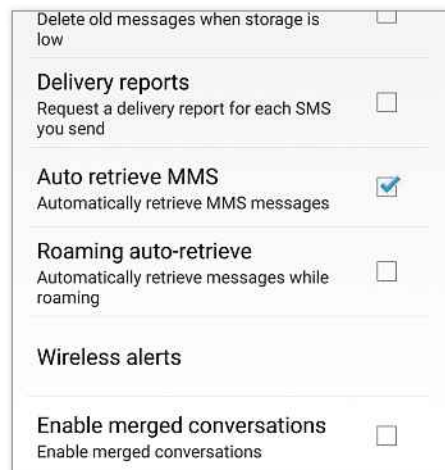 Delete old messages when storage is
low
Delivery reports
Request a delivery report for each SMS
you send
Auto retrieve MMS
Automatically retrieve MMS messages
Roaming auto-retrieve
Automatically retrieve messages while
roaming
Wireless alerts
Enable merged conversations
Enable merged conversations